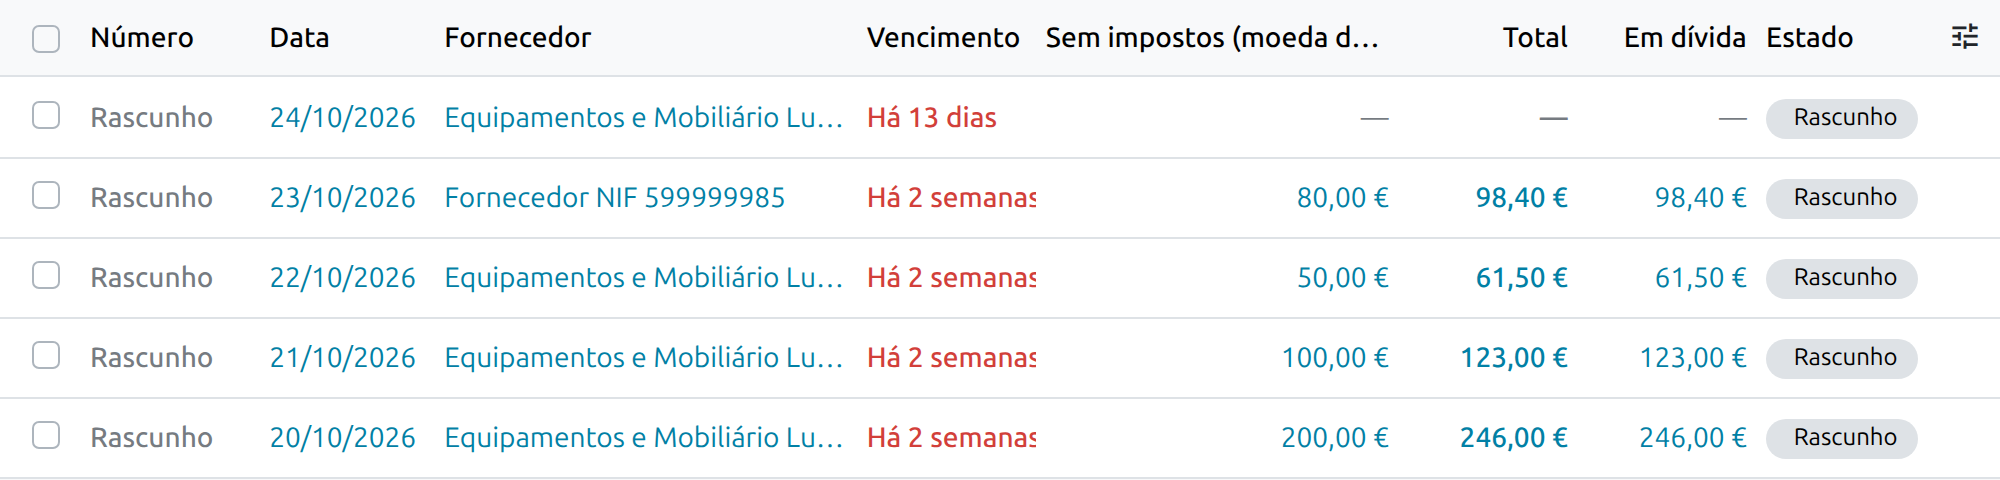 Número Data Fornecedor Vencimento Sem impostos (moeda d… Total Em dívida Estado
Rascunho 24/10/2026 Equipamentos e Mobiliário Lu… Há 13 dias — — — Rascunho
Rascunho 23/10/2026 Fornecedor NIF 599999985 Há 2 semanas 80,00 € 98,40 € 98,40 € Rascunho
Rascunho 22/10/2026 Equipamentos e Mobiliário Lu… Há 2 semanas 50,00 € 61,50 € 61,50 € Rascunho
Rascunho 21/10/2026 Equipamentos e Mobiliário Lu… Há 2 semanas 100,00 € 123,00 € 123,00 € Rascunho
Rascunho 20/10/2026 Equipamentos e Mobiliário Lu… Há 2 semanas 200,00 € 246,00 € 246,00 € Rascunho